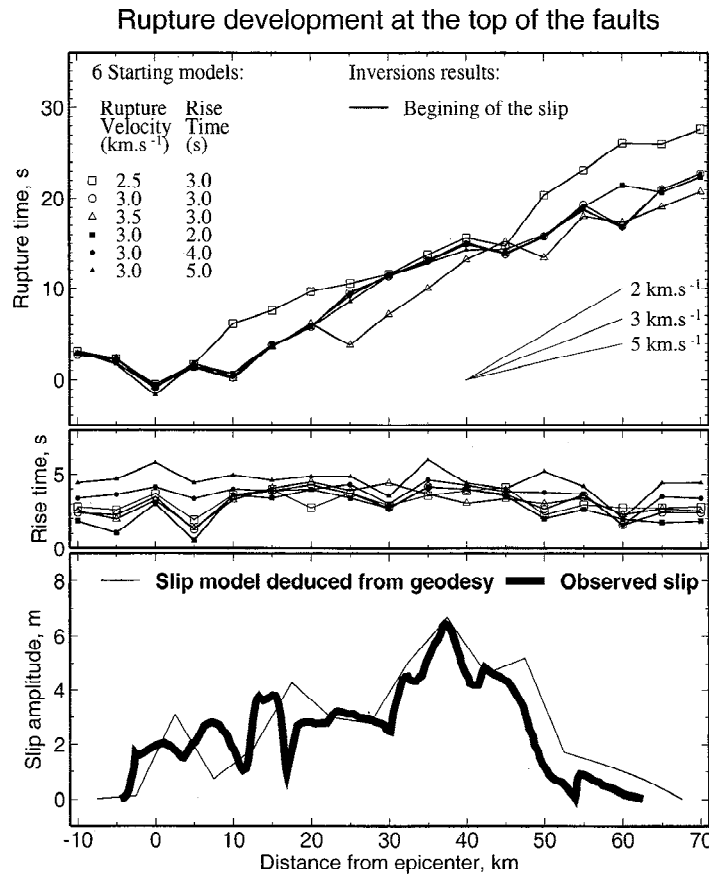 Rupture development at the top of the faults
6 Starting models:
Inversions results:
Rupture Velocity (km.s -1)
Rise Time (s)
Begining of the slip
2.5 3.0
3.0 3.0
3.5 3.0
3.0 2.0
3.0 4.0
3.0 5.0
2 km.s -1
3 km.s -1
5 km.s -1
Rupture time, s
30
20
10
0
Rise time, s
5
0
Slip model deduced from geodesy
Observed slip
Slip amplitude, m
8
6
4
2
0
-10 0 10 20 30 40 50 60 70
Distance from epicenter, km